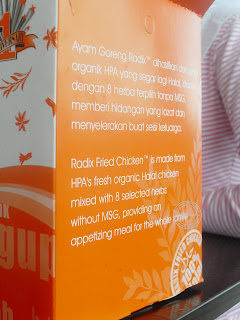 Ayam Goreng Radix™ dihasilkan dari
organik HPA yang segar lagi Halal,
dengan 8 herba terpilih tanpa MSG,
memberi hidangan yang lazat dan
menyelerakan buat seisi keluarga.
Radix Fried Chicken™ is made from
HPA's fresh organic Halal chicken
mixed with 8 selected herbs
without MSG, providing an
appetizing meal for the whole family.